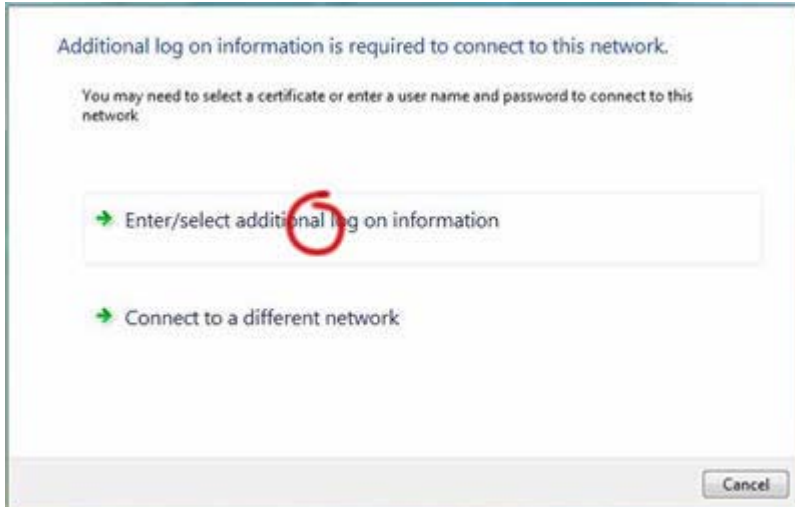 Additional log on information is required to connect to this network.
You may need to select a certificate or enter a user name and password to connect to this
network
Enter/select additional log on information
Connect to a different network
Cancel